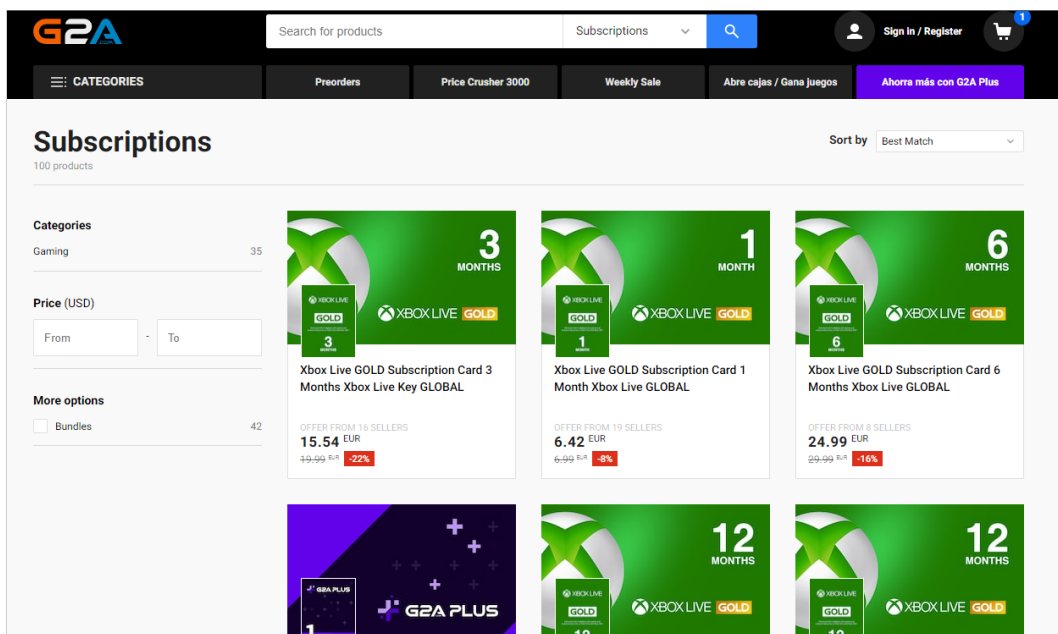 G2A
Search for products
Subscriptions
Sign in / Register
1
CATEGORIES
Preorders
Price Crusher 3000
Weekly Sale
Abre cajas / Gana juegos
Ahorra más con G2A Plus
Subscriptions
100 products
Sort by
Best Match
Categories
Gaming 35
Price (USD)
From - To
More options
Bundles 42
3
MONTHS
XBOX LIVE
GOLD
3
MONTHS
XBOX LIVE GOLD
Xbox Live GOLD Subscription Card 3
Months Xbox Live Key GLOBAL
OFFER FROM 16 SELLERS
15.54 EUR
19.99 EUR -22%
1
MONTH
XBOX LIVE
GOLD
1
MONTH
XBOX LIVE GOLD
Xbox Live GOLD Subscription Card 1
Month Xbox Live GLOBAL
OFFER FROM 19 SELLERS
6.42 EUR
6.99 EUR -8%
6
MONTHS
XBOX LIVE
GOLD
6
MONTHS
XBOX LIVE GOLD
Xbox Live GOLD Subscription Card 6
Months Xbox Live GLOBAL
OFFER FROM 8 SELLERS
24.99 EUR
29.99 EUR -16%
G2A PLUS
1
G2A PLUS
12
MONTHS
XBOX LIVE
GOLD
12
XBOX LIVE GOLD
12
MONTHS
XBOX LIVE
GOLD
12
XBOX LIVE GOLD